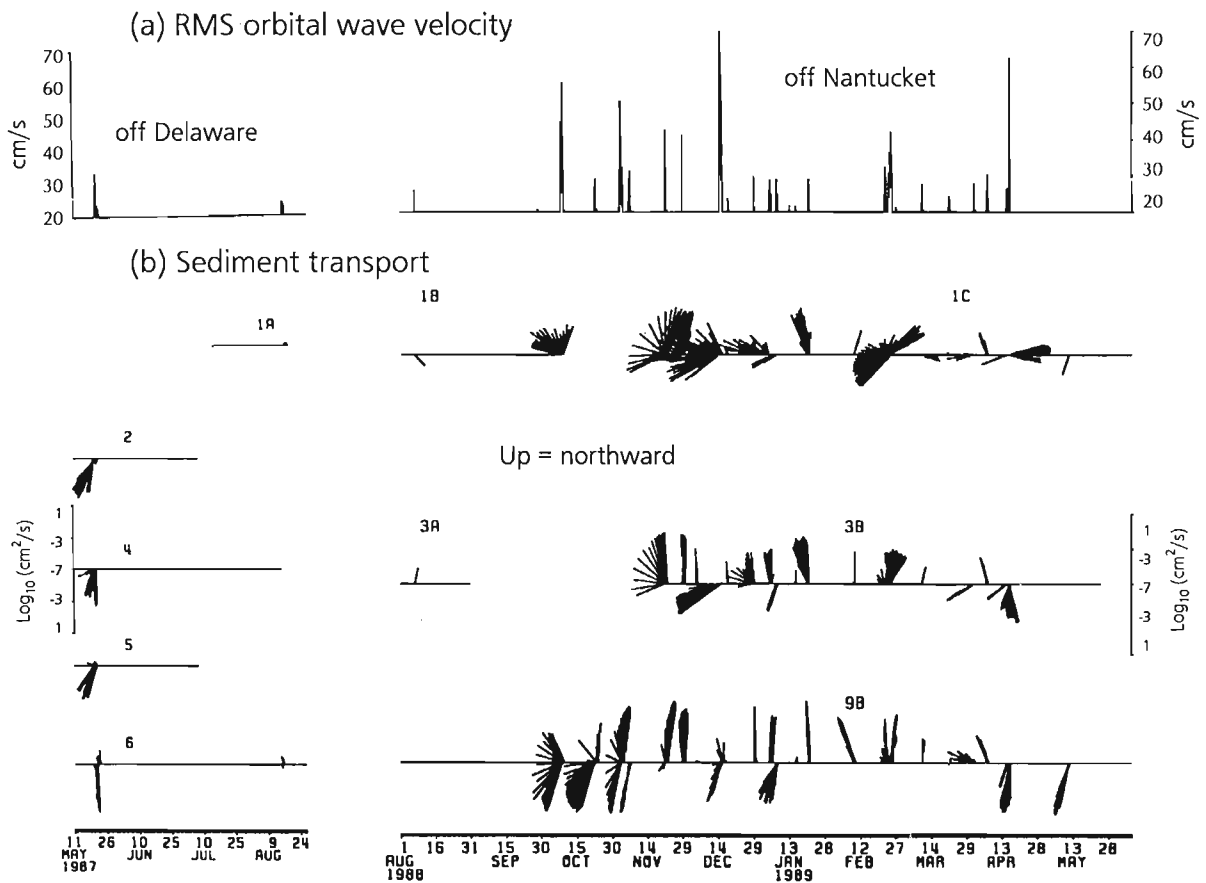 (a) RMS orbital wave velocity
70
60
50
40
30
20
cm/s
off Delaware
off Nantucket
70
60
50
40
30
20
cm/s
(b) Sediment transport
1A
1B
1C
2
Up = northward
1
-3
-7
-3
1
Log10 (cm2/s)
4
3A
3B
1
-3
-7
-3
1
Log10 (cm2/s)
5
6
9B
11 26 10 25 10 25 9 24
MAY JUN JUL AUG
1987
1 16 31 15 30 15 30 14 29 14 29 13 28 12 27 14 29 13 28 13 28
AUG SEP OCT NOV DEC JAN FEB MAR APR MAY
1988 1989